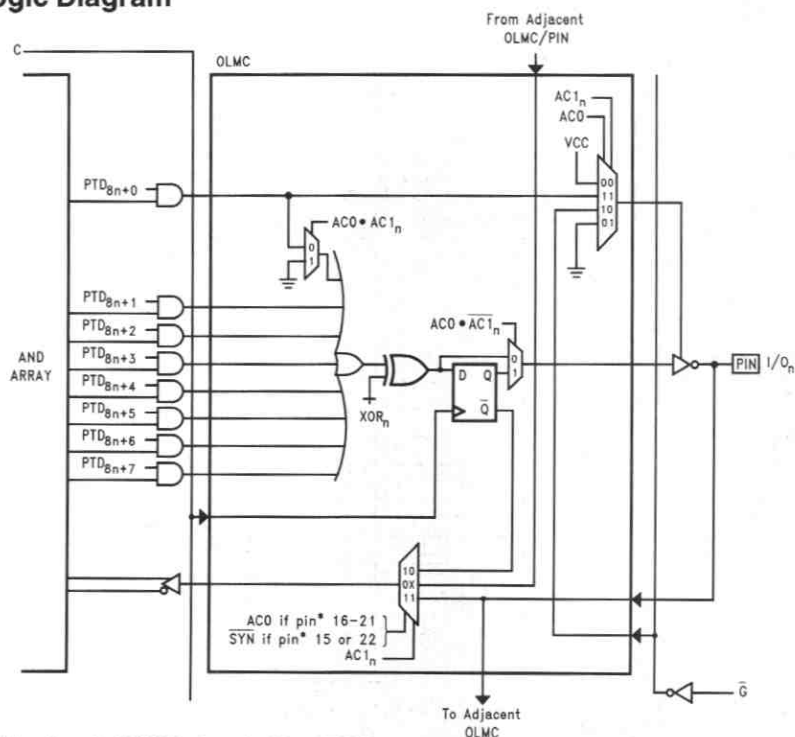 ogic Diagram
From Adjacent
OLMC/PIN
C
OLMC
AC1n
AC0
VCC
00
11
10
01
PTD8n+0
AC0 • AC1n
0
1
PTD8n+1
PTD8n+2
PTD8n+3
PTD8n+4
PTD8n+5
PTD8n+6
PTD8n+7
AND
ARRAY
AC0 • A̅C̅1̅n
0
1
D Q
Q̅
XORn
PIN I/On
10
0X
11
AC0 if pin* 16-21
S̅Y̅N̅ if pin* 15 or 22
AC1n
To Adjacent
OLMC
G̅